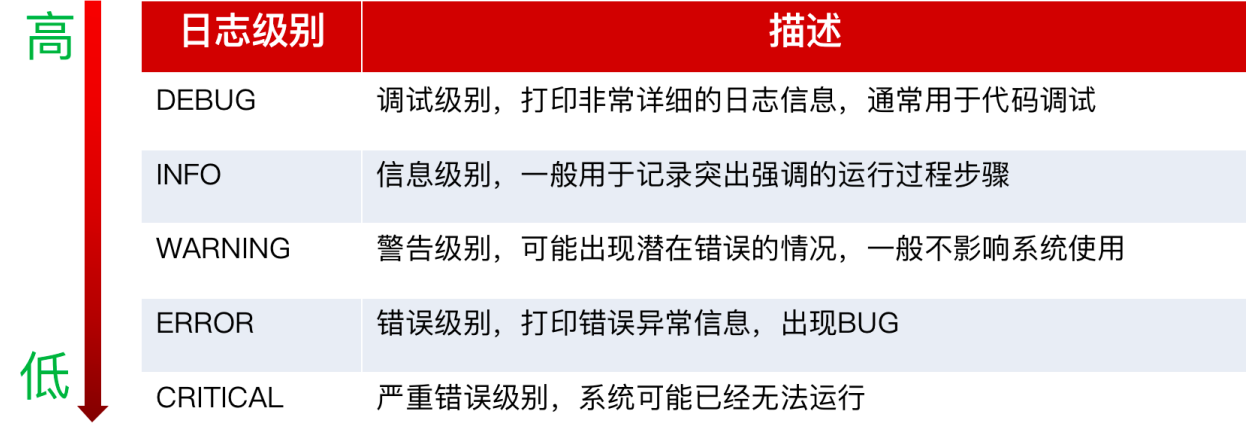 高
日志级别 描述
DEBUG 调试级别，打印非常详细的日志信息，通常用于代码调试
INFO 信息级别，一般用于记录突出强调的运行过程步骤
WARNING 警告级别，可能出现潜在错误的情况，一般不影响系统使用
ERROR 错误级别，打印错误异常信息，出现BUG
低
CRITICAL 严重错误级别，系统可能已经无法运行